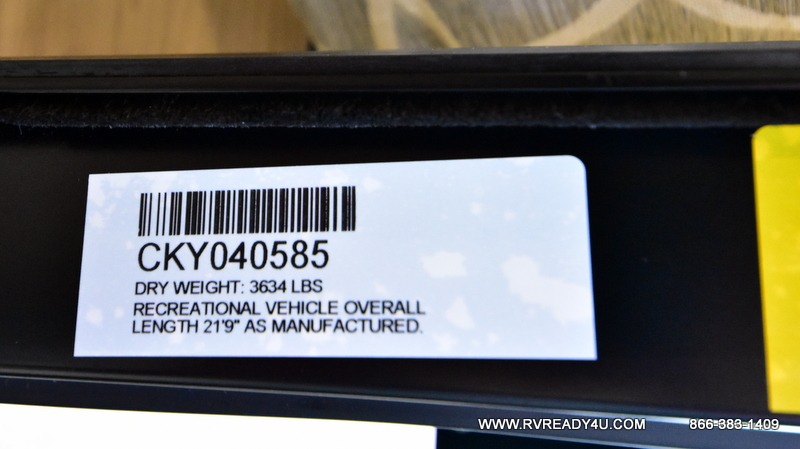 CKY040585
DRY WEIGHT: 3634 LBS
RECREATIONAL VEHICLE OVERALL
LENGTH 21'9" AS MANUFACTURED.
WWW.RVREADY4U.COM 866-383-1409